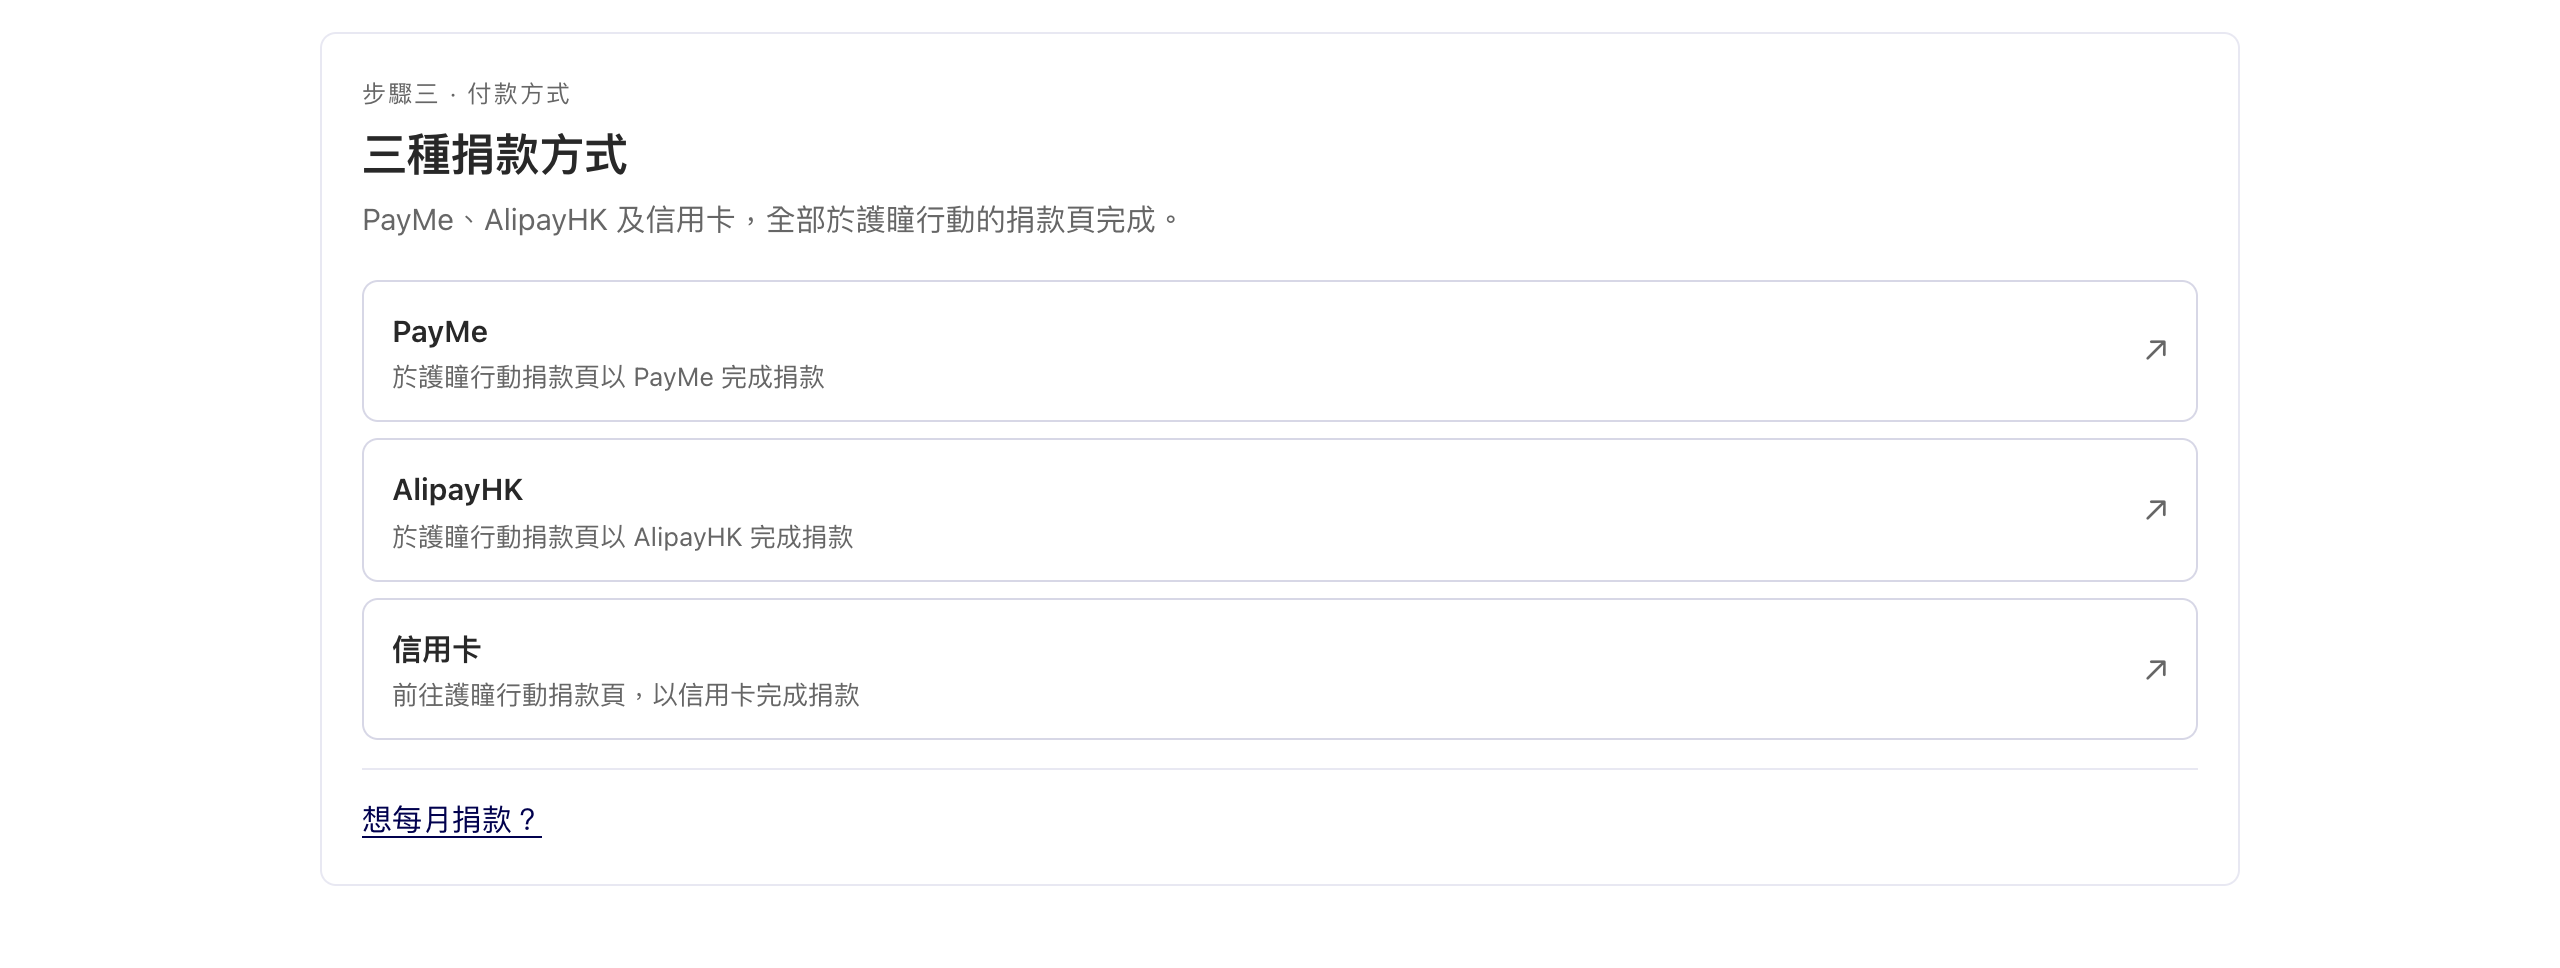 步驟三 · 付款方式
三種捐款方式
PayMe、AlipayHK 及信用卡，全部於護瞳行動的捐款頁完成。
PayMe
於護瞳行動捐款頁以 PayMe 完成捐款
AlipayHK
於護瞳行動捐款頁以 AlipayHK 完成捐款
信用卡
前往護瞳行動捐款頁，以信用卡完成捐款
想每月捐款？